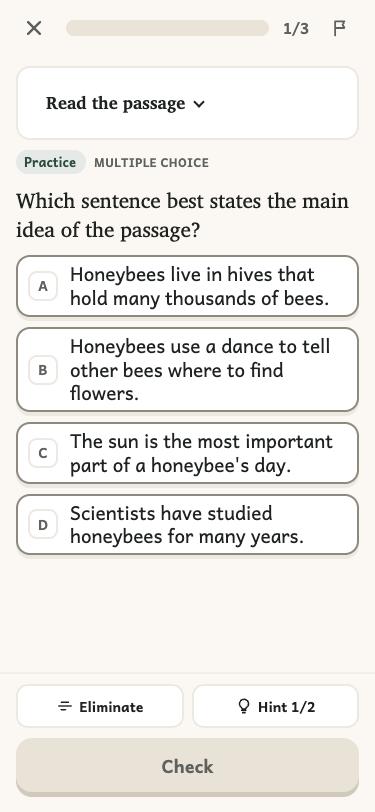 1/3
Read the passage
Practice MULTIPLE CHOICE
Which sentence best states the main
idea of the passage?
A Honeybees live in hives that
hold many thousands of bees.
B Honeybees use a dance to tell
other bees where to find
flowers.
C The sun is the most important
part of a honeybee's day.
D Scientists have studied
honeybees for many years.
Eliminate Hint 1/2
Check